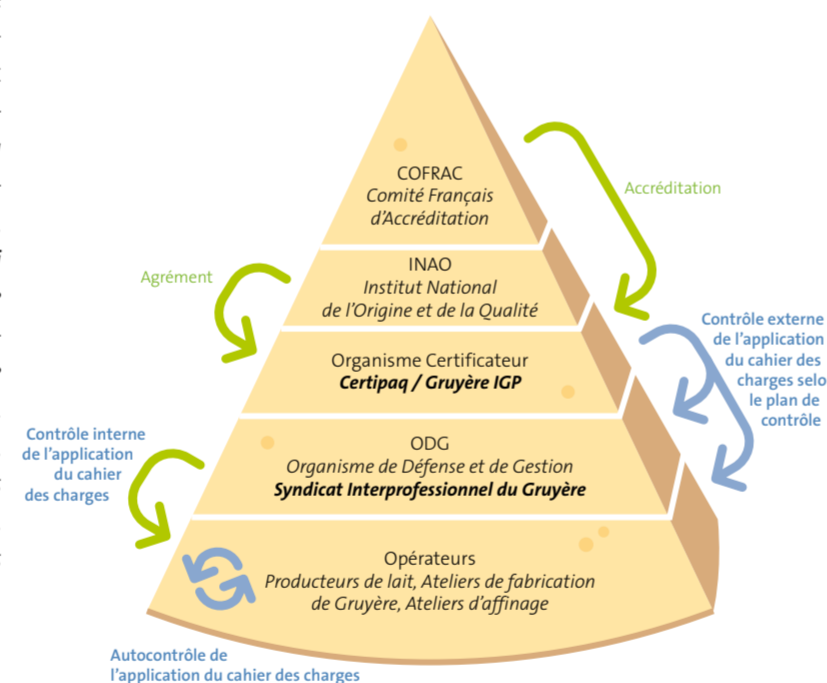 COFRAC
Comité Français
d'Accréditation
Accréditation
INAO
Institut National
de l'Origine et de la Qualité
Agrément
Organisme Certificateur
Certipaq / Gruyère IGP
Contrôle externe
de l'application
du cahier des
charges selo
le plan de
contrôle
ODG
Organisme de Défense et de Gestion
Syndicat Interprofessionnel du Gruyère
Contrôle interne
de l'application
du cahier
des charges
Opérateurs
Producteurs de lait, Ateliers de fabrication
de Gruyère, Ateliers d'affinage
Autocontrôle de
l'application du cahier des charges